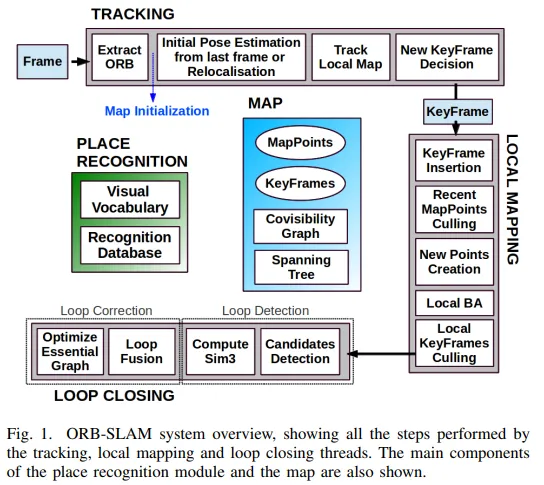 TRACKING
Frame
Extract
ORB
Initial Pose Estimation
from last frame or
Relocalisation
Track
Local Map
New KeyFrame
Decision
Map Initialization
KeyFrame
MAP
MapPoints
KeyFrames
Covisibility
Graph
Spanning
Tree
PLACE
RECOGNITION
Visual
Vocabulary
Recognition
Database
LOCAL MAPPING
KeyFrame
Insertion
Recent
MapPoints
Culling
New Points
Creation
Local BA
Local
KeyFrames
Culling
Loop Correction
Loop Detection
Optimize
Essential
Graph
Loop
Fusion
Compute
Sim3
Candidates
Detection
LOOP CLOSING
Fig. 1. ORB-SLAM system overview, showing all the steps performed by
the tracking, local mapping and loop closing threads. The main components
of the place recognition module and the map are also shown.